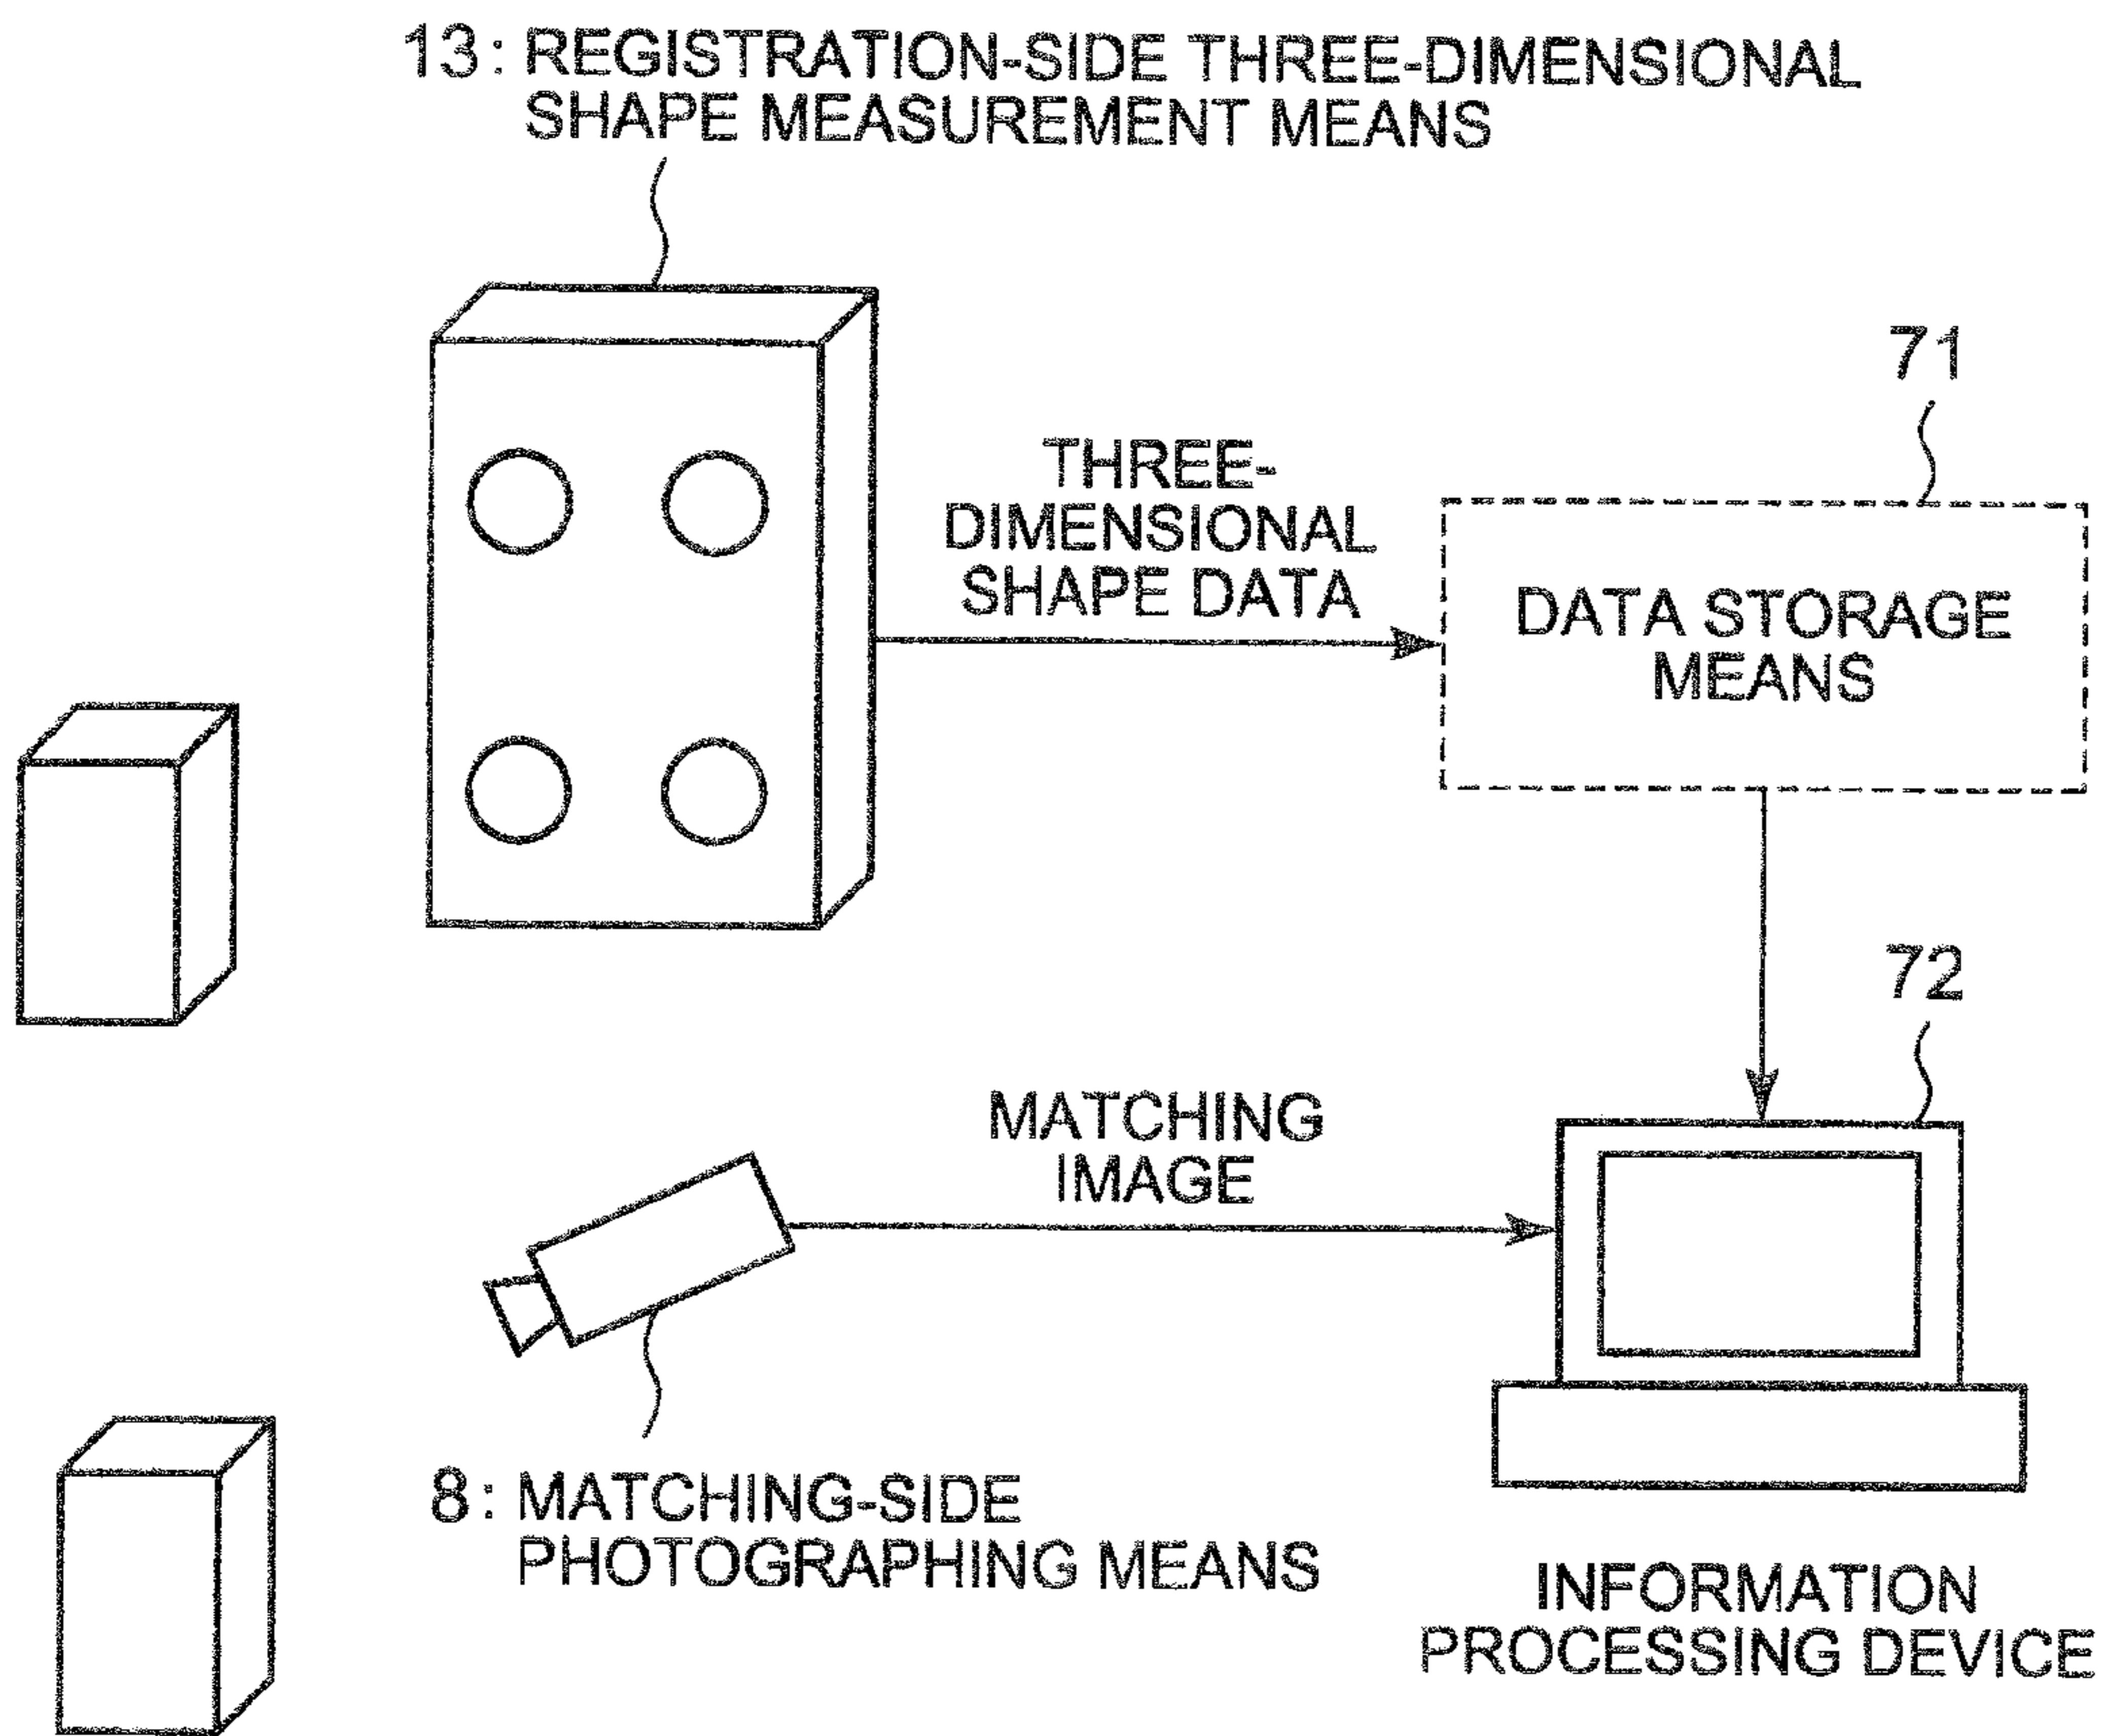 13: REGISTRATION-SIDE THREE-DIMENSIONAL
SHAPE MEASUREMENT MEANS
71
THREE-
DIMENSIONAL
SHAPE DATA
DATA STORAGE
MEANS
72
MATCHING
IMAGE
8: MATCHING-SIDE
PHOTOGRAPHING MEANS
INFORMATION
PROCESSING DEVICE